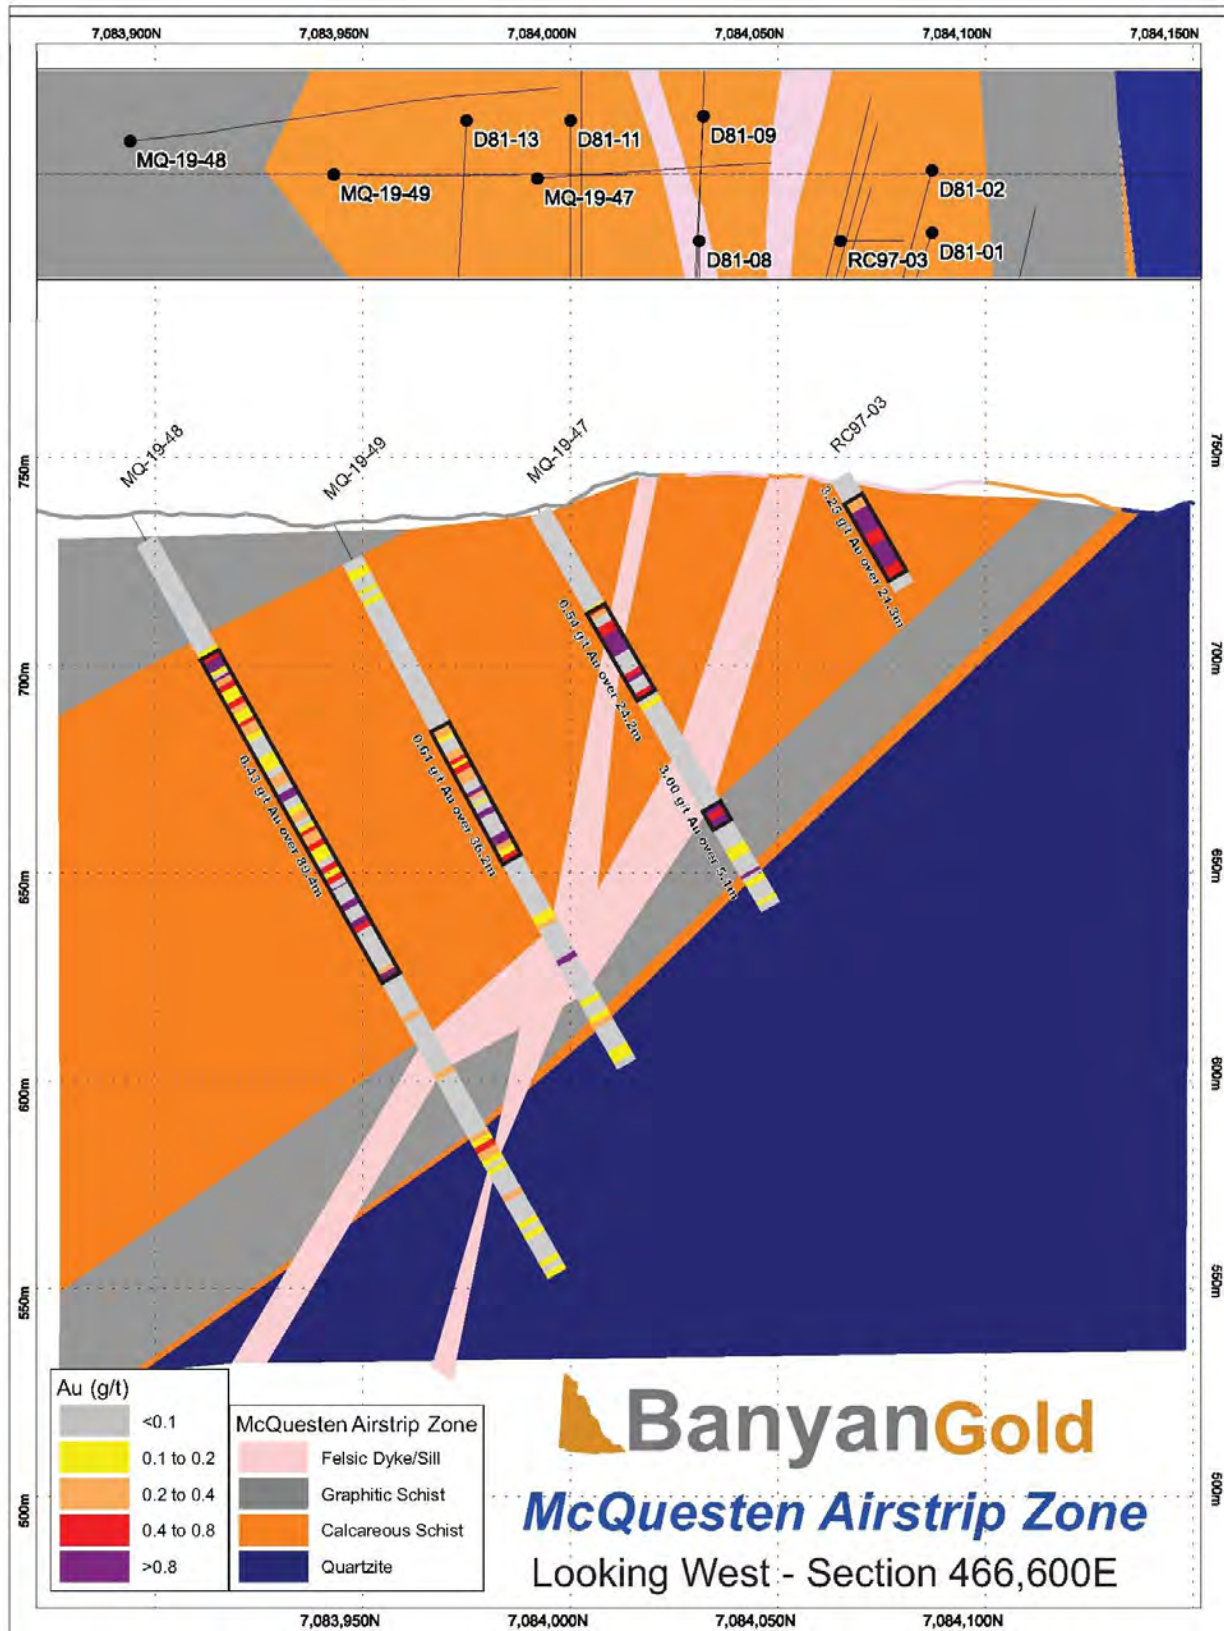 7,083,900N 7,083,950N 7,084,000N 7,084,050N 7,084,100N 7,084,150N
MQ-19-48
D81-13
D81-11
D81-09
MQ-19-49
MQ-19-47
D81-02
D81-08
RC97-03
D81-01
MQ-19-48
MQ-19-49
MQ-19-47
RC97-03
750m 750m
3.25 g/t Au over 21.3m
0.54 g/t Au over 24.2m
700m 700m
0.61 g/t Au over 36.2m
0.43 g/t Au over 89.4m
3.00 g/t Au over 5.1m
650m 650m
600m 600m
550m 550m
500m 500m
Au (g/t)
<0.1
0.1 to 0.2
0.2 to 0.4
0.4 to 0.8
>0.8
McQuesten Airstrip Zone
Felsic Dyke/Sill
Graphitic Schist
Calcareous Schist
Quartzite
BanyanGold
McQuesten Airstrip Zone
Looking West - Section 466,600E
7,083,950N 7,084,000N 7,084,050N 7,084,100N